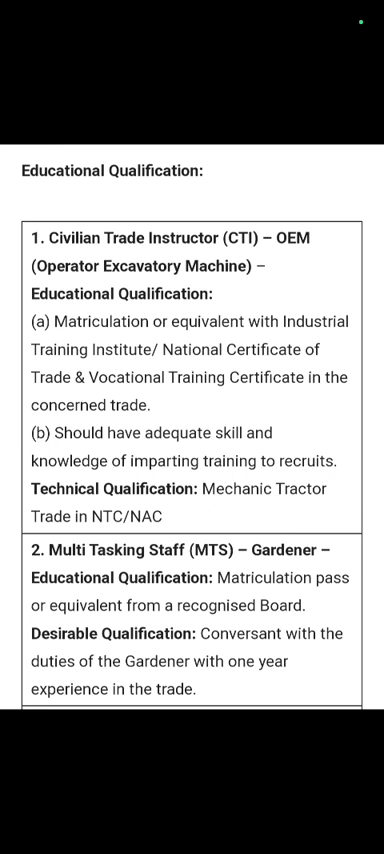 Educational Qualification:
1. Civilian Trade Instructor (CTI) – OEM
(Operator Excavatory Machine) –
Educational Qualification:
(a) Matriculation or equivalent with Industrial
Training Institute/ National Certificate of
Trade & Vocational Training Certificate in the
concerned trade.
(b) Should have adequate skill and
knowledge of imparting training to recruits.
Technical Qualification: Mechanic Tractor
Trade in NTC/NAC
2. Multi Tasking Staff (MTS) – Gardener –
Educational Qualification: Matriculation pass
or equivalent from a recognised Board.
Desirable Qualification: Conversant with the
duties of the Gardener with one year
experience in the trade.